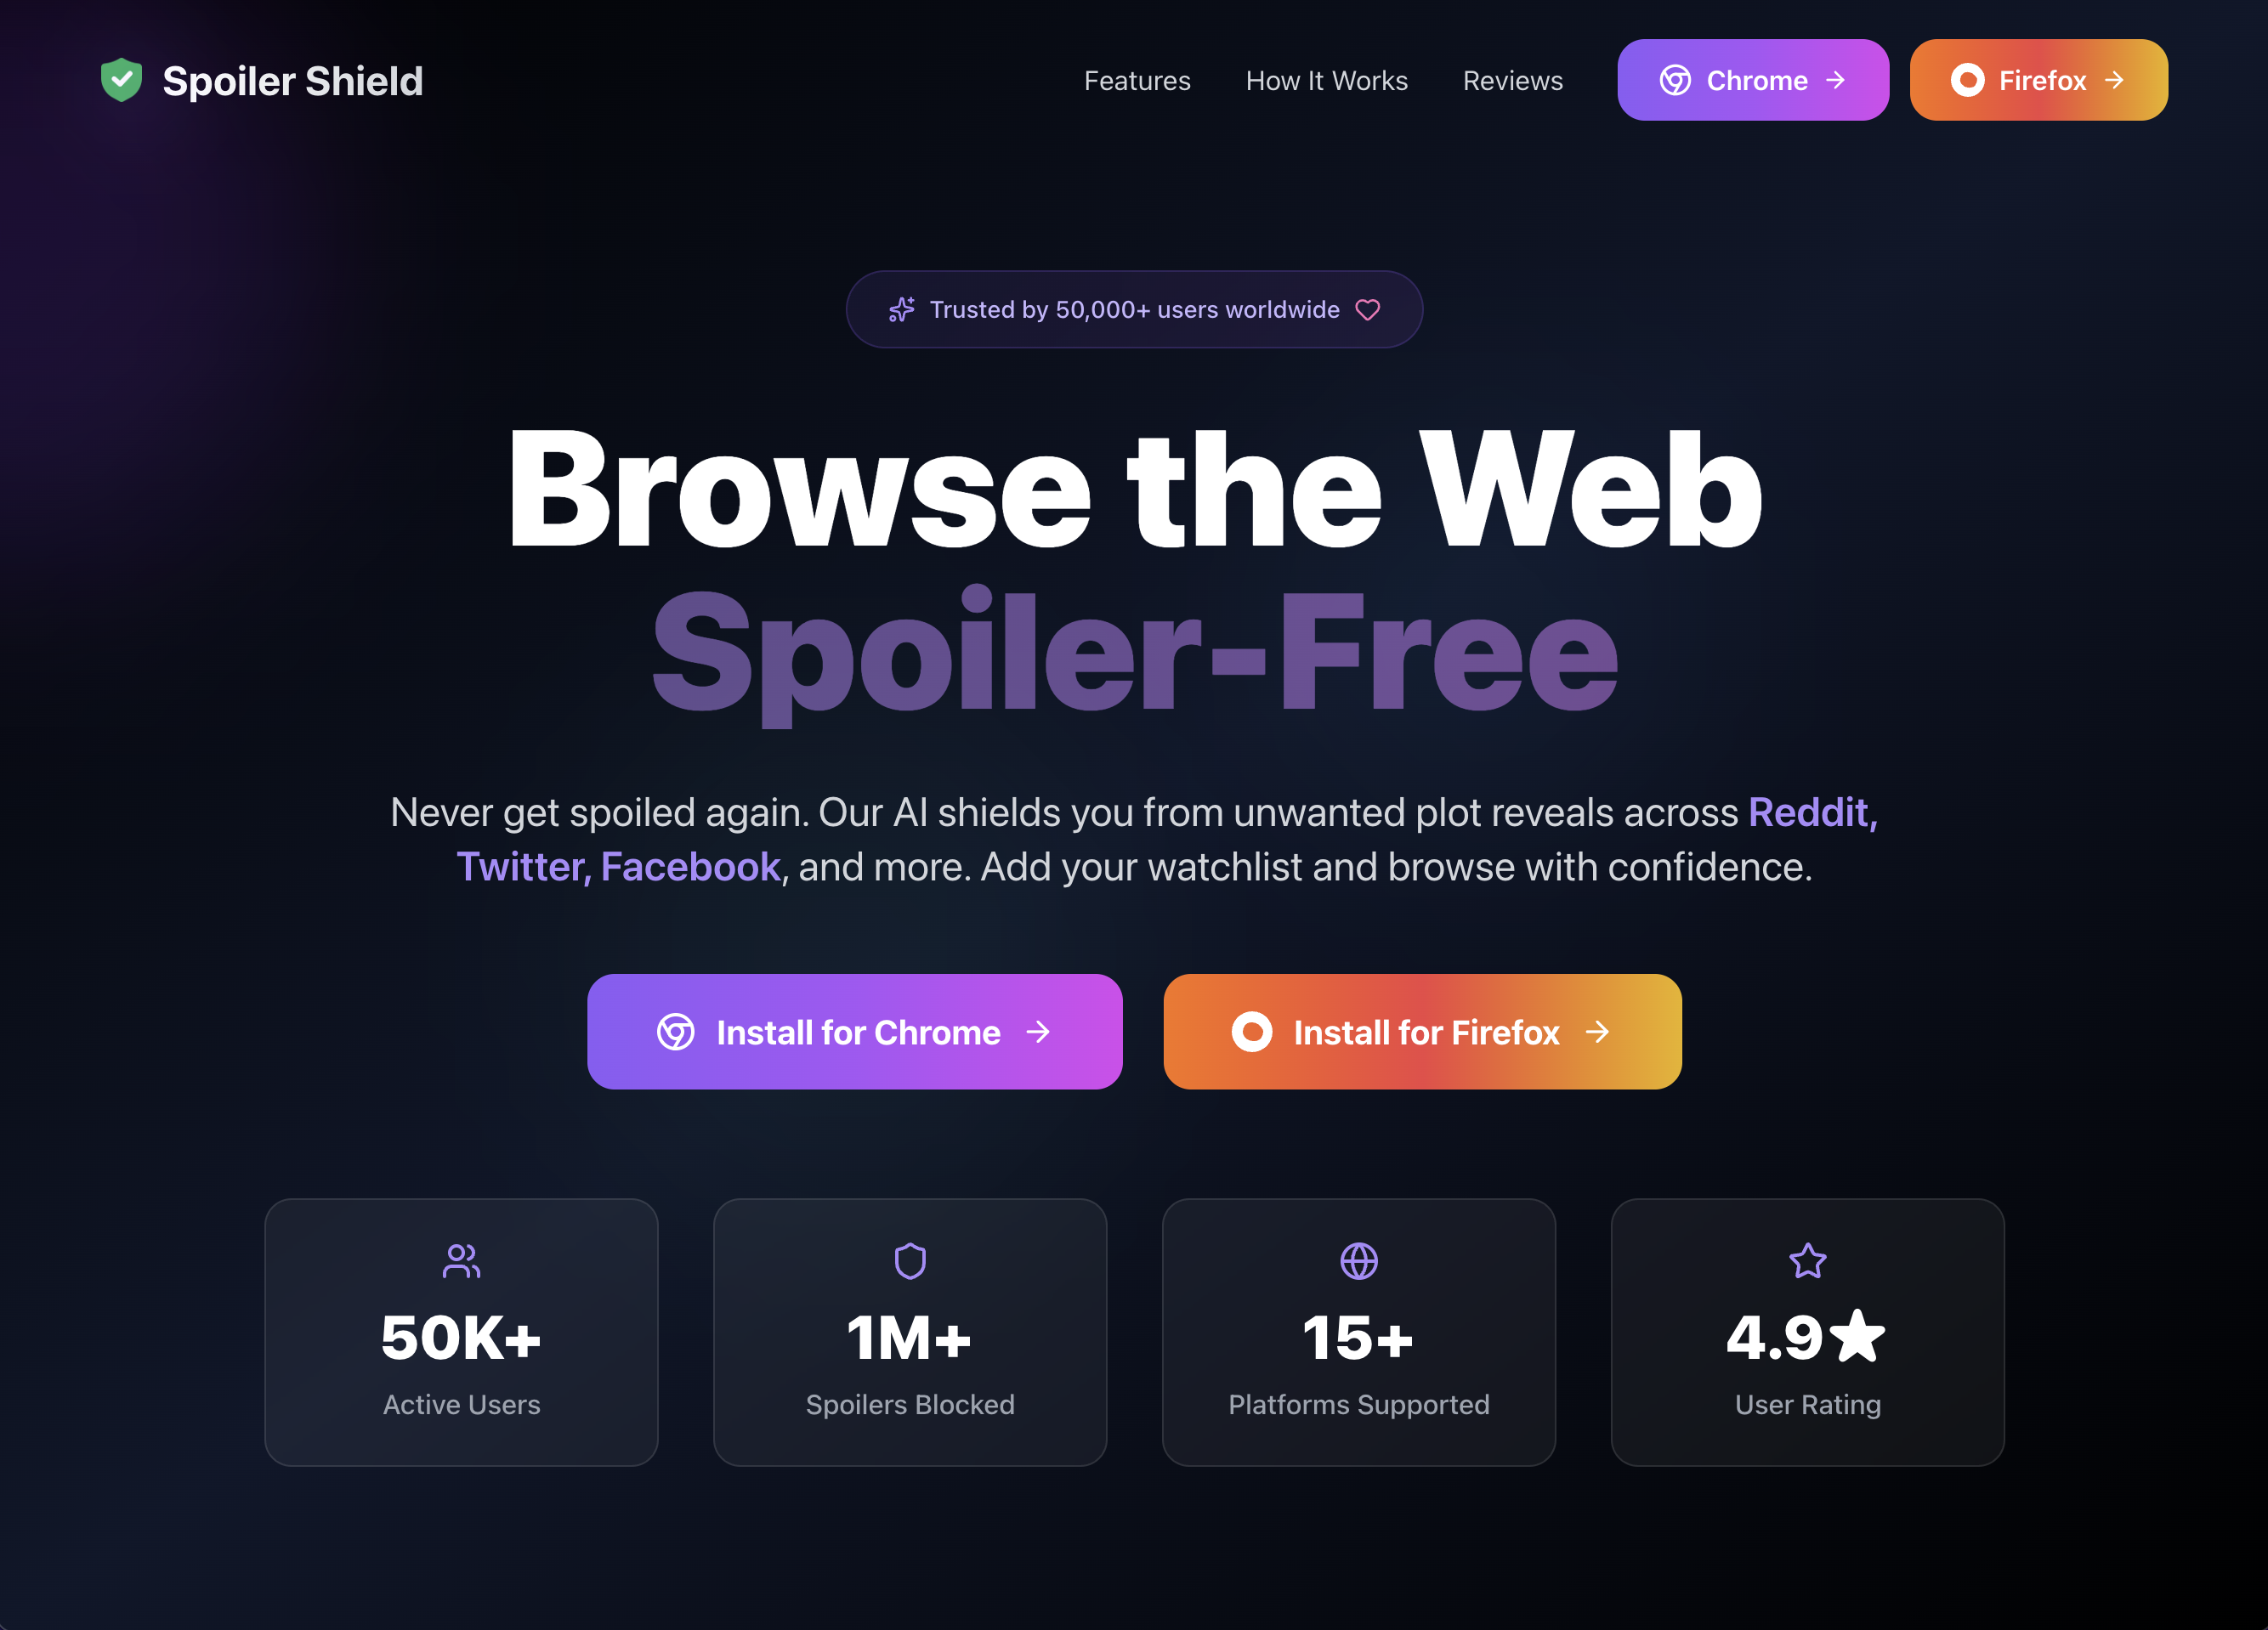 Spoiler Shield
Features
How It Works
Reviews
Chrome →
Firefox →
Trusted by 50,000+ users worldwide
Browse the Web
Spoiler-Free
Never get spoiled again. Our AI shields you from unwanted plot reveals across Reddit,
Twitter, Facebook, and more. Add your watchlist and browse with confidence.
Install for Chrome →
Install for Firefox →
50K+
Active Users
1M+
Spoilers Blocked
15+
Platforms Supported
4.9★
User Rating